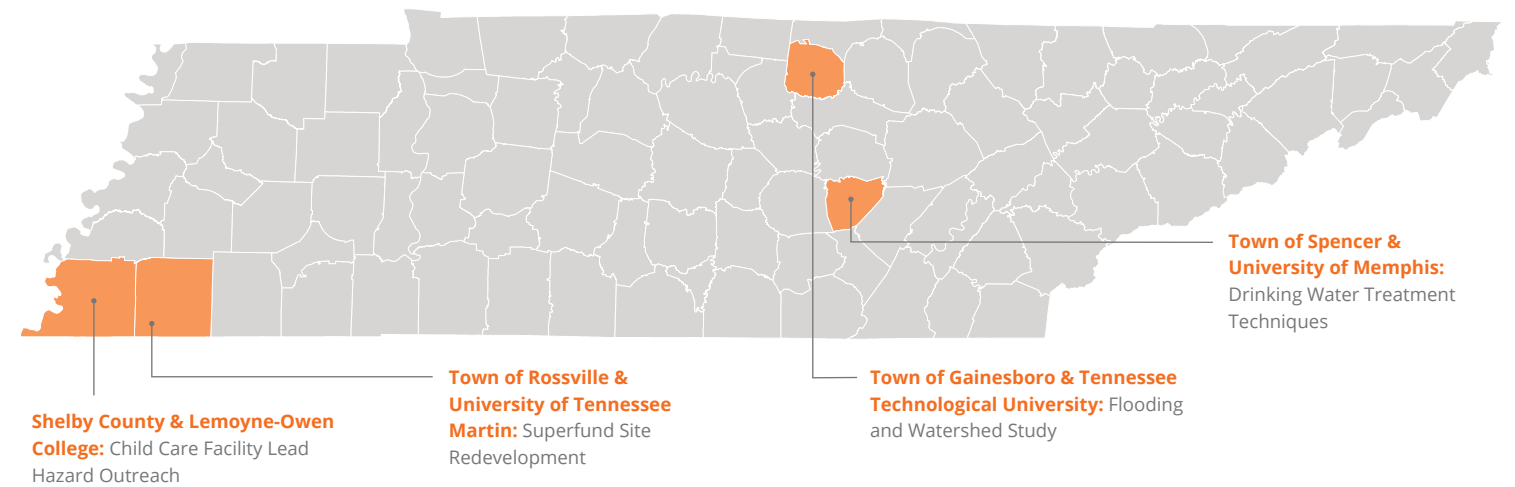 Town of Spencer &
University of Memphis:
Drinking Water Treatment
Techniques
Shelby County & Lemoyne-Owen
College: Child Care Facility Lead
Hazard Outreach
Town of Rossville &
University of Tennessee
Martin: Superfund Site
Redevelopment
Town of Gainesboro & Tennessee
Technological University: Flooding
and Watershed Study